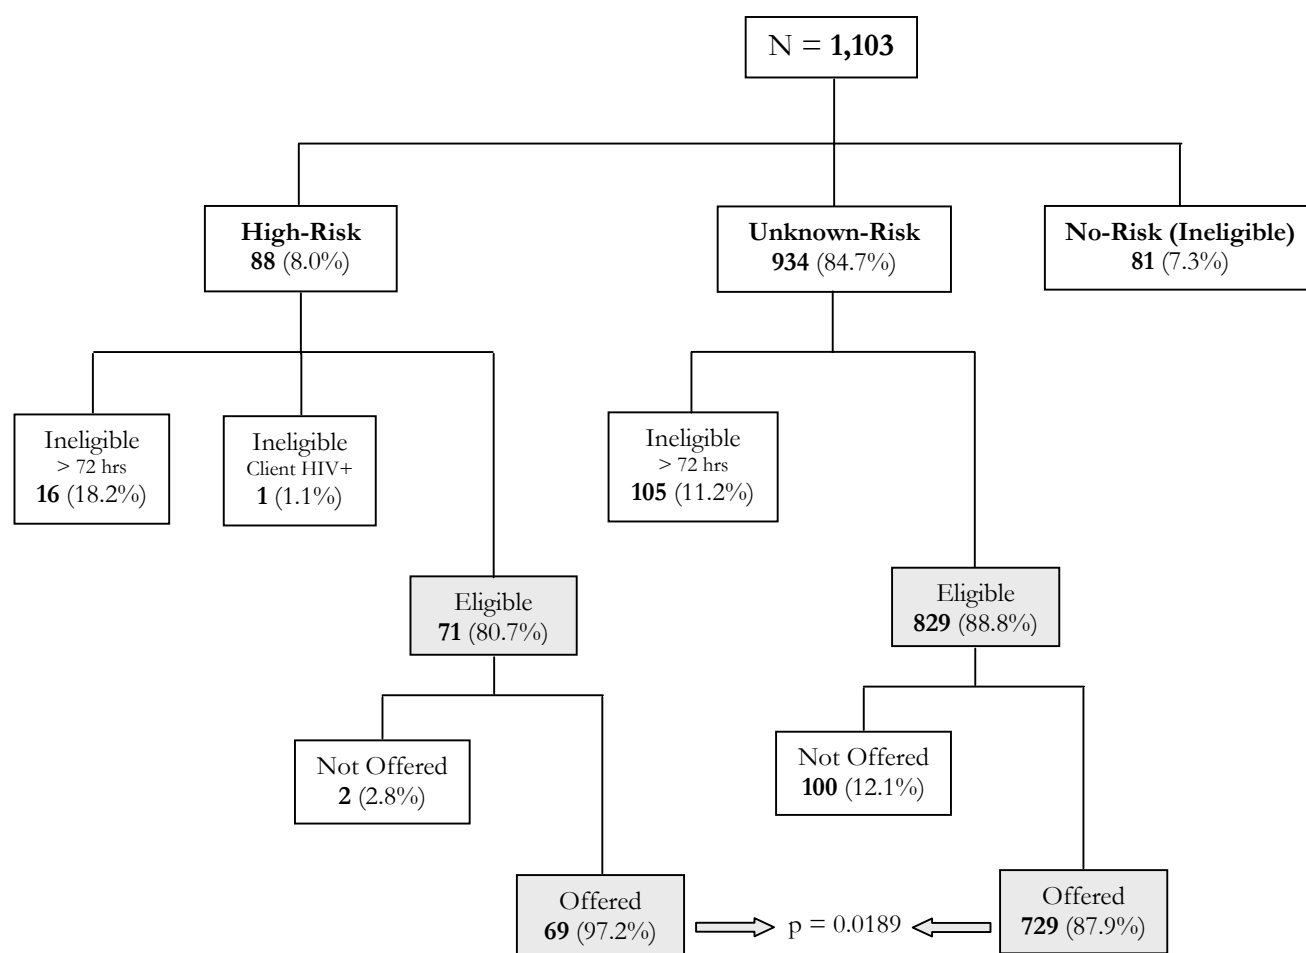 N = 1,103
High-Risk
88 (8.0%)
Unknown-Risk
934 (84.7%)
No-Risk (Ineligible)
81 (7.3%)
Ineligible
> 72 hrs
16 (18.2%)
Ineligible
Client HIV+
1 (1.1%)
Ineligible
> 72 hrs
105 (11.2%)
Eligible
71 (80.7%)
Eligible
829 (88.8%)
Not Offered
2 (2.8%)
Not Offered
100 (12.1%)
Offered
69 (97.2%)
p = 0.0189
Offered
729 (87.9%)